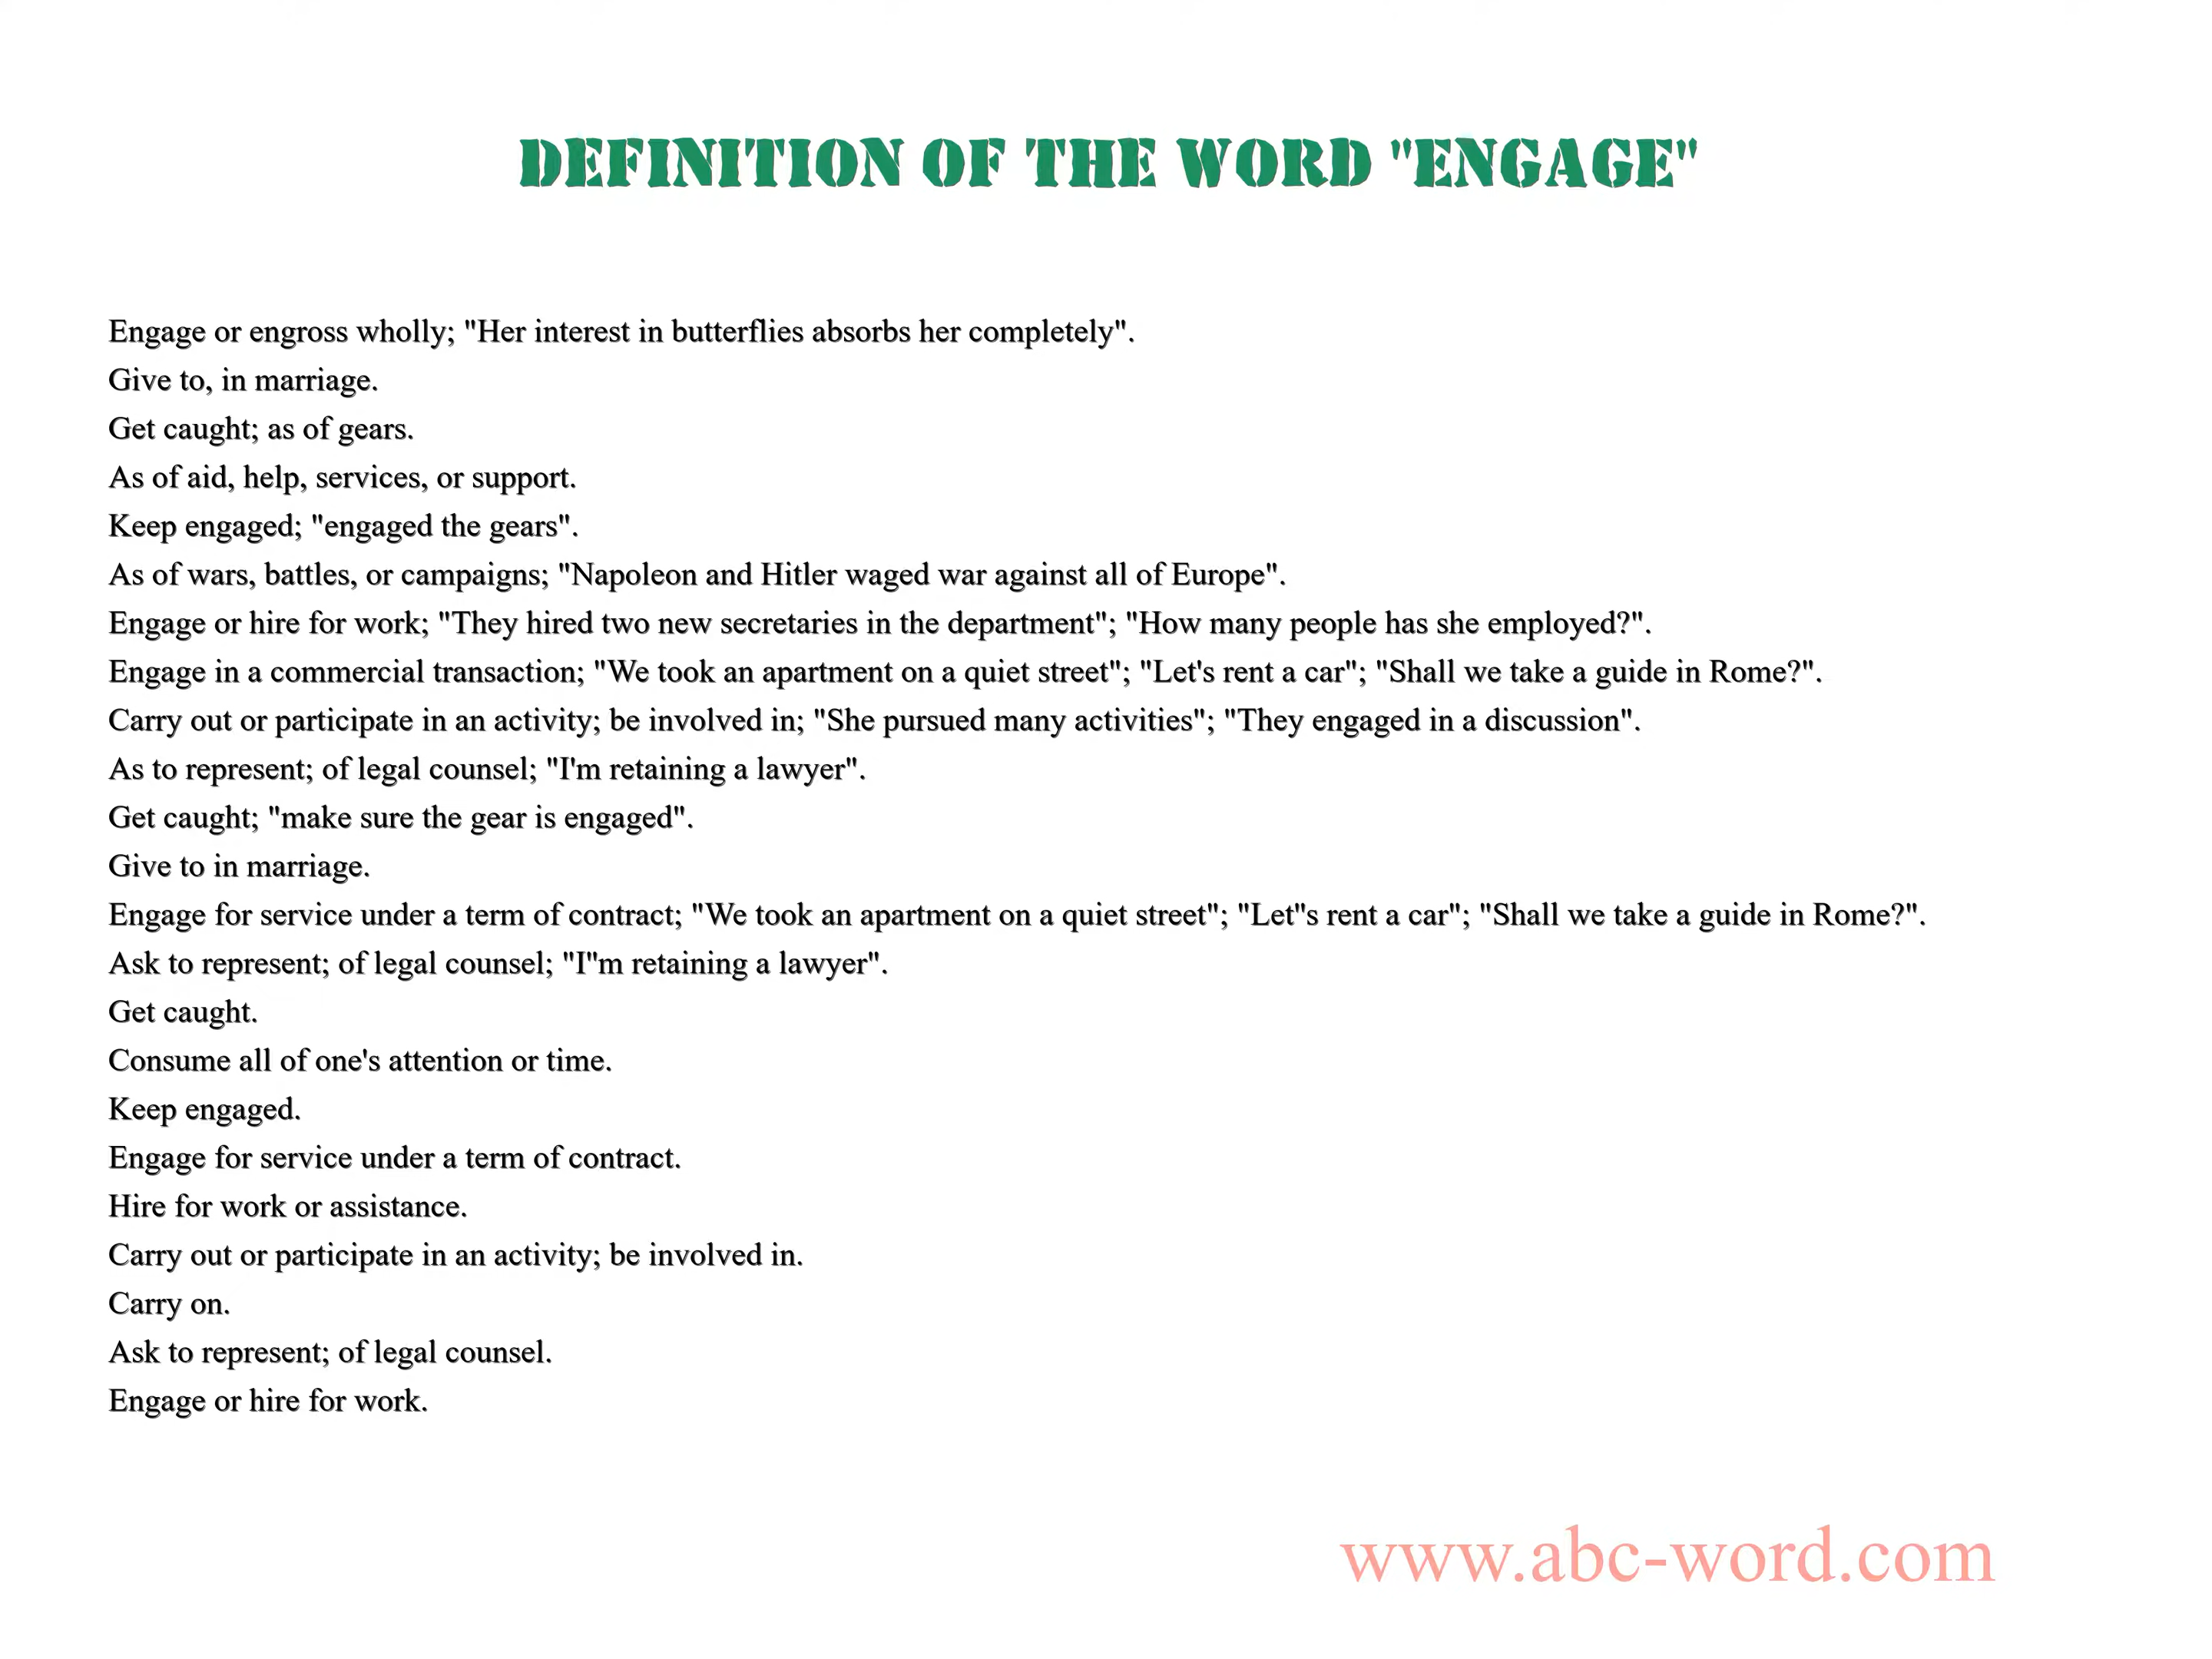 DEFINITION OF THE WORD "ENGAGE"
Engage or engross wholly; "Her interest in butterflies absorbs her completely".
Give to, in marriage.
Get caught; as of gears.
As of aid, help, services, or support.
Keep engaged; "engaged the gears".
As of wars, battles, or campaigns; "Napoleon and Hitler waged war against all of Europe".
Engage or hire for work; "They hired two new secretaries in the department"; "How many people has she employed?".
Engage in a commercial transaction; "We took an apartment on a quiet street"; "Let's rent a car"; "Shall we take a guide in Rome?".
Carry out or participate in an activity; be involved in; "She pursued many activities"; "They engaged in a discussion".
As to represent; of legal counsel; "I'm retaining a lawyer".
Get caught; "make sure the gear is engaged".
Give to in marriage.
Engage for service under a term of contract; "We took an apartment on a quiet street"; "Let"s rent a car"; "Shall we take a guide in Rome?".
Ask to represent; of legal counsel; "I"m retaining a lawyer".
Get caught.
Consume all of one's attention or time.
Keep engaged.
Engage for service under a term of contract.
Hire for work or assistance.
Carry out or participate in an activity; be involved in.
Carry on.
Ask to represent; of legal counsel.
Engage or hire for work.
www.abc-word.com